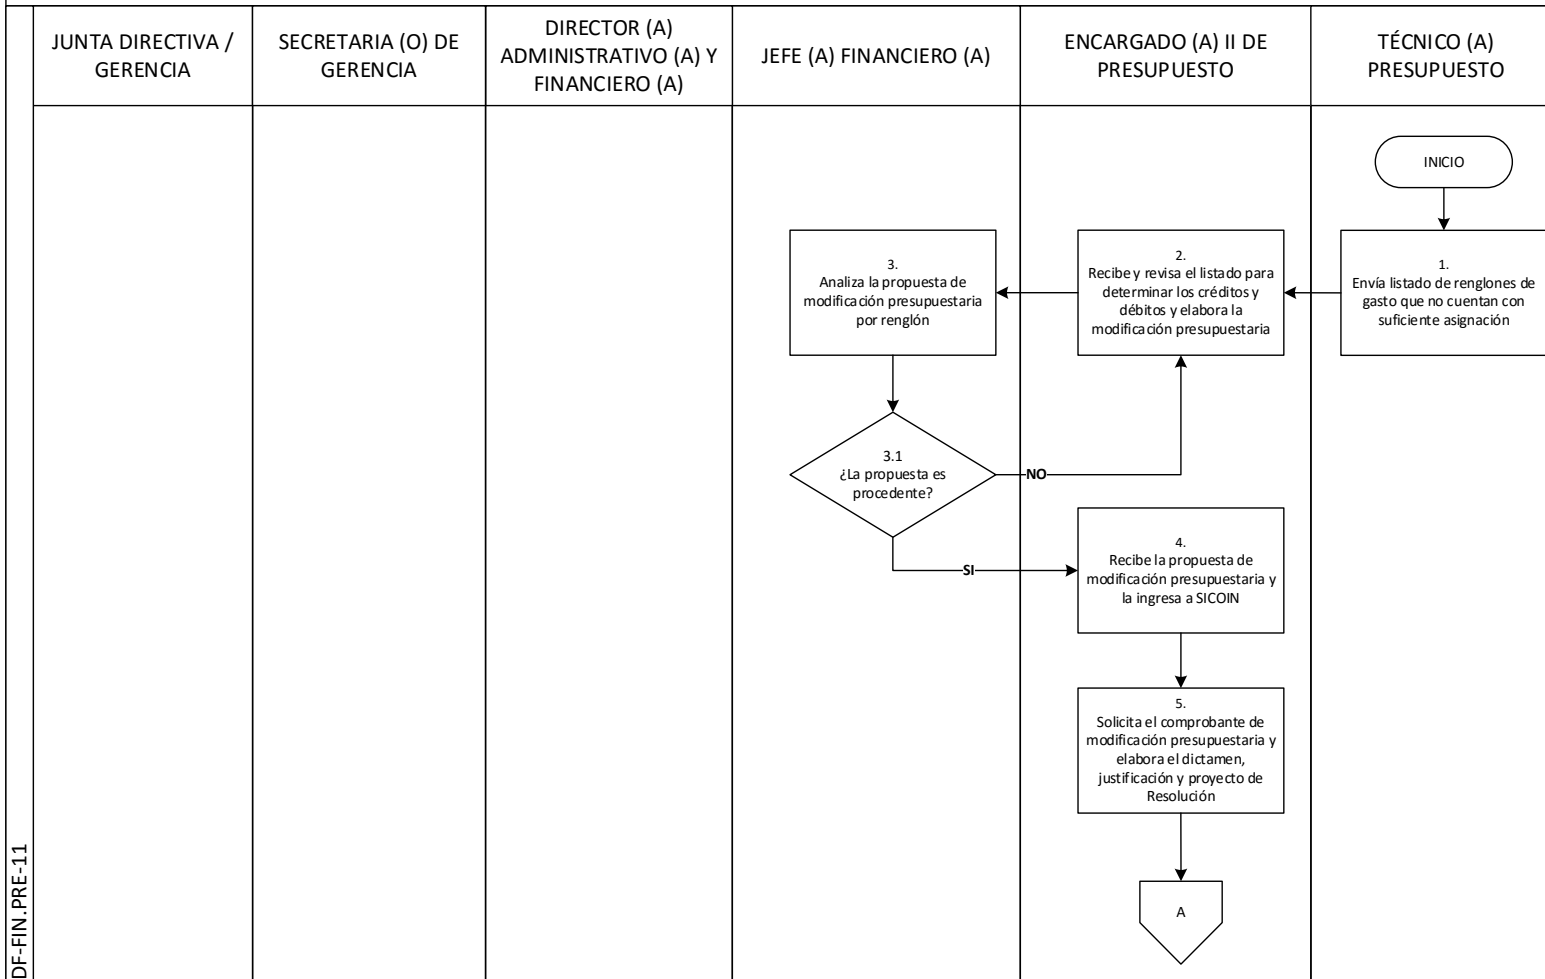 JUNTA DIRECTIVA /
GERENCIA
SECRETARIA (O) DE
GERENCIA
DIRECTOR (A)
ADMINISTRATIVO (A) Y
FINANCIERO (A)
JEFE (A) FINANCIERO (A)
ENCARGADO (A) II DE
PRESUPUESTO
TÉCNICO (A)
PRESUPUESTO
INICIO
1.
Envía listado de renglones de
gasto que no cuentan con
suficiente asignación
2.
Recibe y revisa el listado para
determinar los créditos y
débitos y elabora la
modificación presupuestaria
3.
Analiza la propuesta de
modificación presupuestaria
por renglón
3.1
¿La propuesta es
procedente?
NO
SI
4.
Recibe la propuesta de
modificación presupuestaria y
la ingresa a SICOIN
5.
Solicita el comprobante de
modificación presupuestaria y
elabora el dictamen,
justificación y proyecto de
Resolución
A
DF-FIN.PRE-11